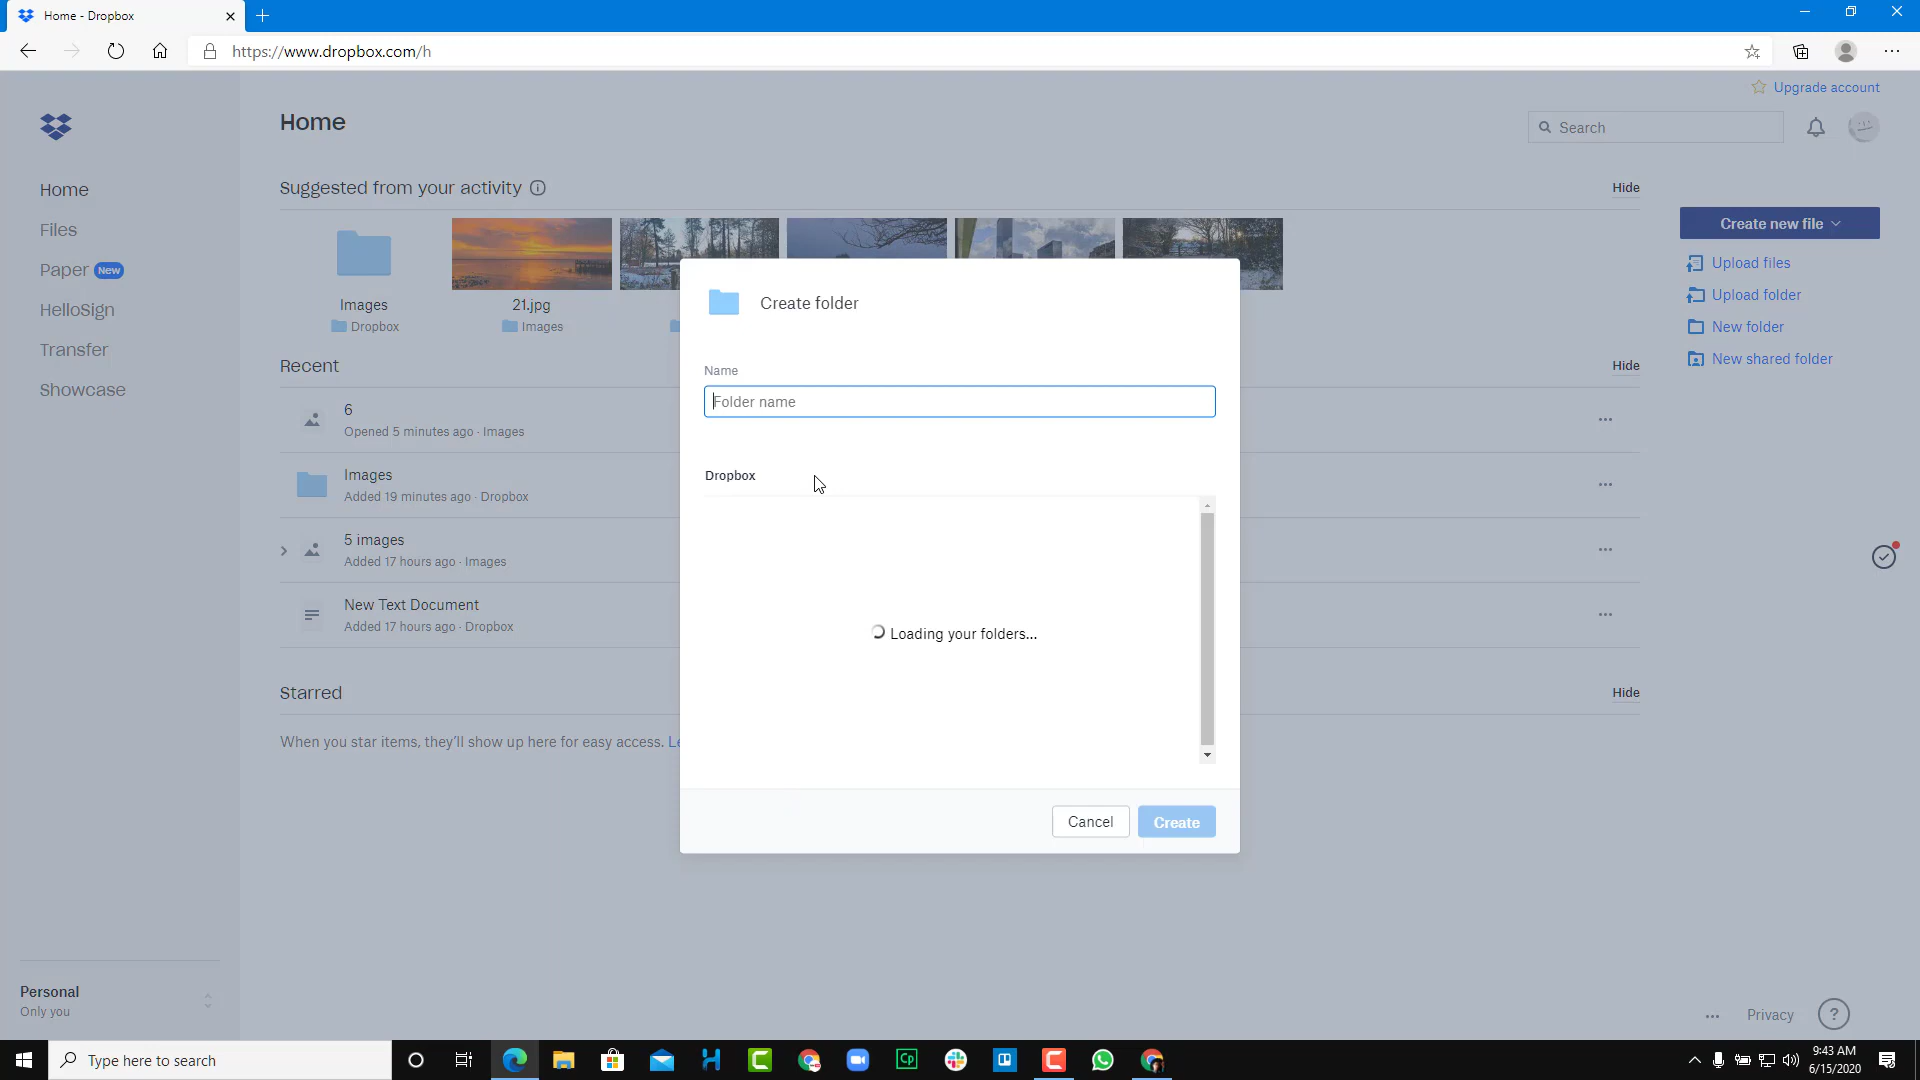 Home - Dropbox
https://www.dropbox.com/h
Upgrade account
Home
Search
Home
Files
Paper New
HelloSign
Transfer
Showcase
Suggested from your activity
Hide
Images
Dropbox
21.jpg
Images
Create new file
Upload files
Upload folder
New folder
New shared folder
Recent
Hide
6
Opened 5 minutes ago · Images
Images
Added 19 minutes ago · Dropbox
5 images
Added 17 hours ago · Images
New Text Document
Added 17 hours ago · Dropbox
Starred
Hide
When you star items, they'll show up here for easy access. Le
Create folder
Name
Folder name
Dropbox
Loading your folders...
Cancel
Create
Personal
Only you
Privacy
?
Type here to search
Cp
9:43 AM
6/15/2020